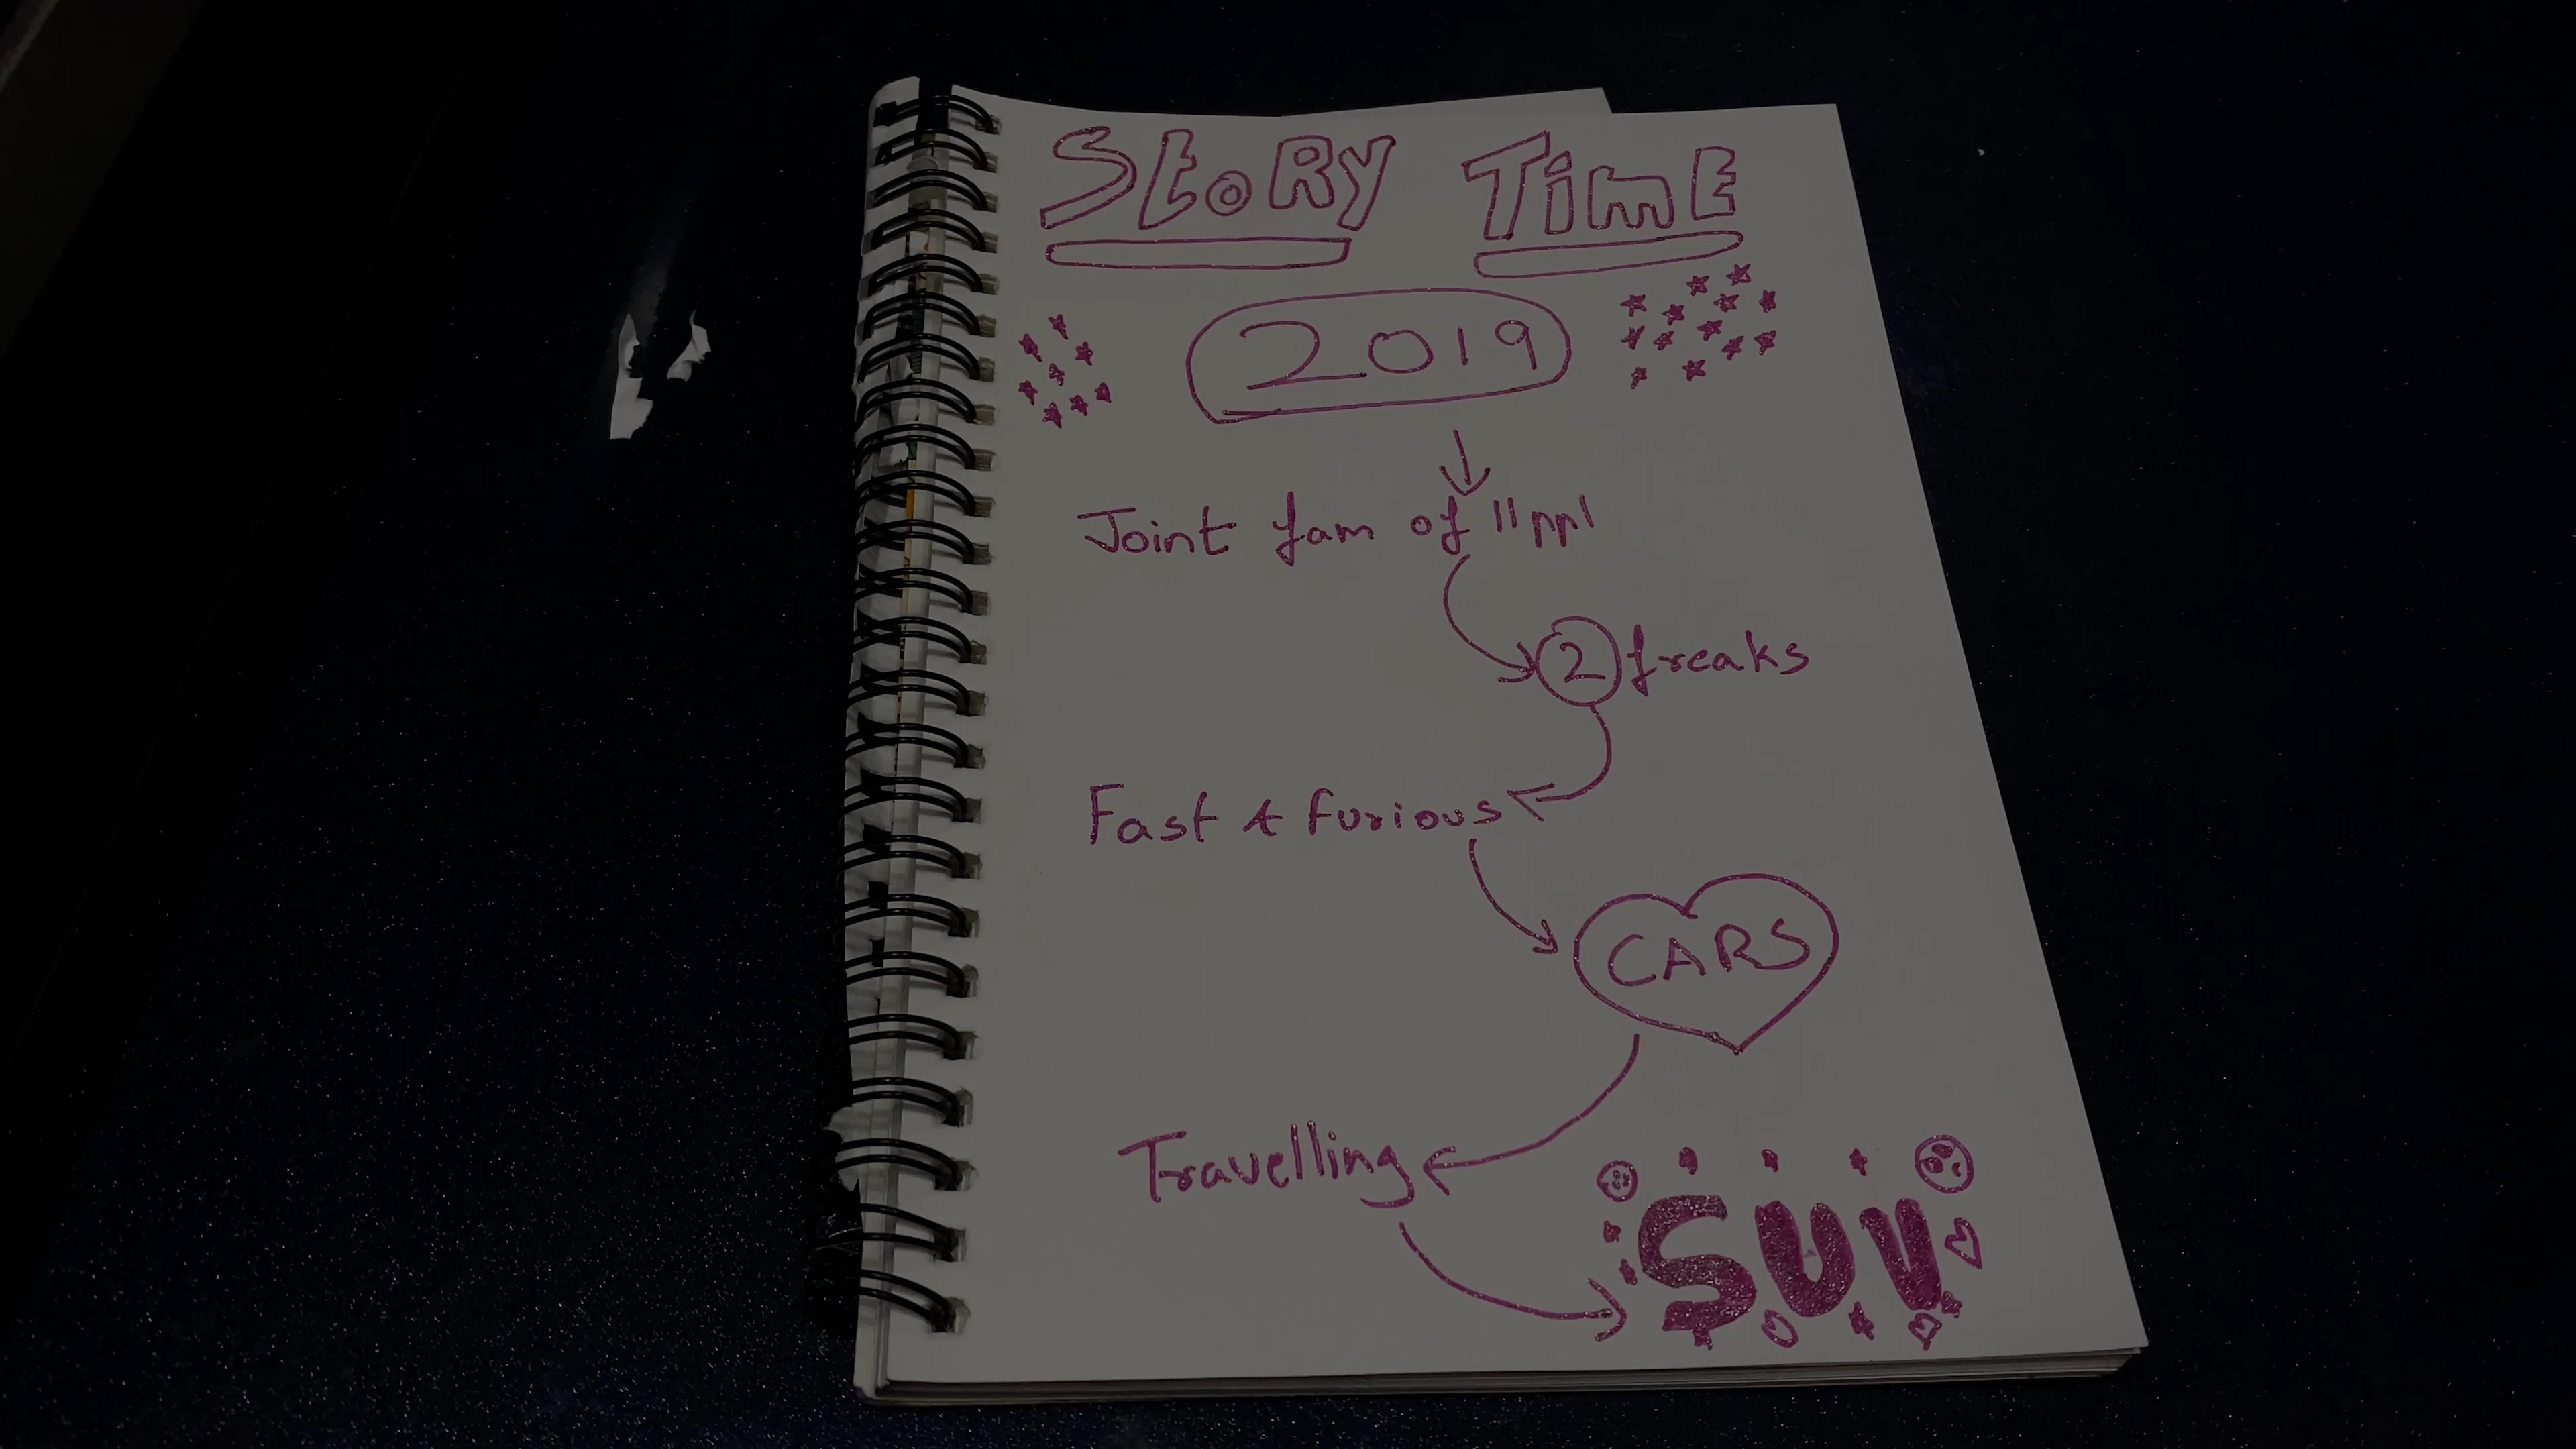 StoRy TimE
2019
Joint fam of 11 ppl
2 freaks
Fast & furious
CARS
Travelling
SUV